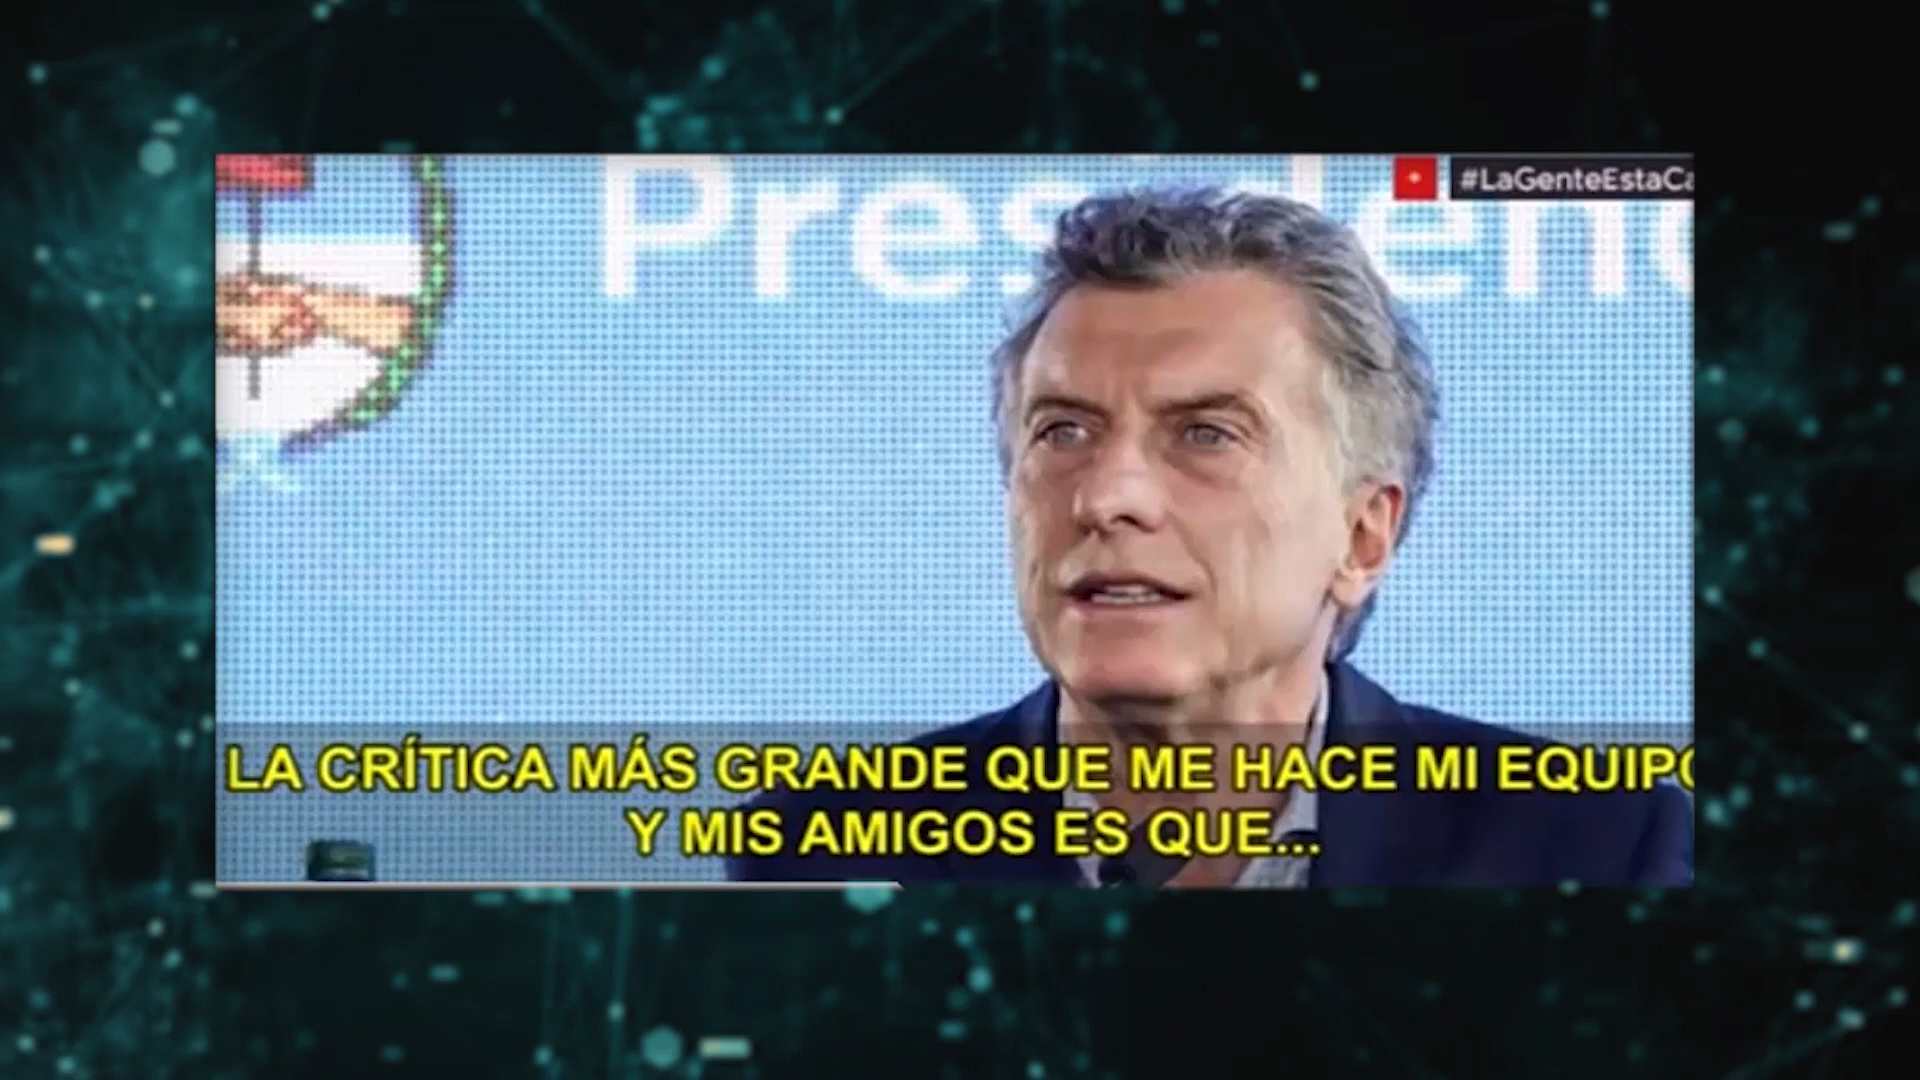 #LaGenteEstaCa
LA CRÍTICA MÁS GRANDE QUE ME HACE MI EQUIPO
Y MIS AMIGOS ES QUE...